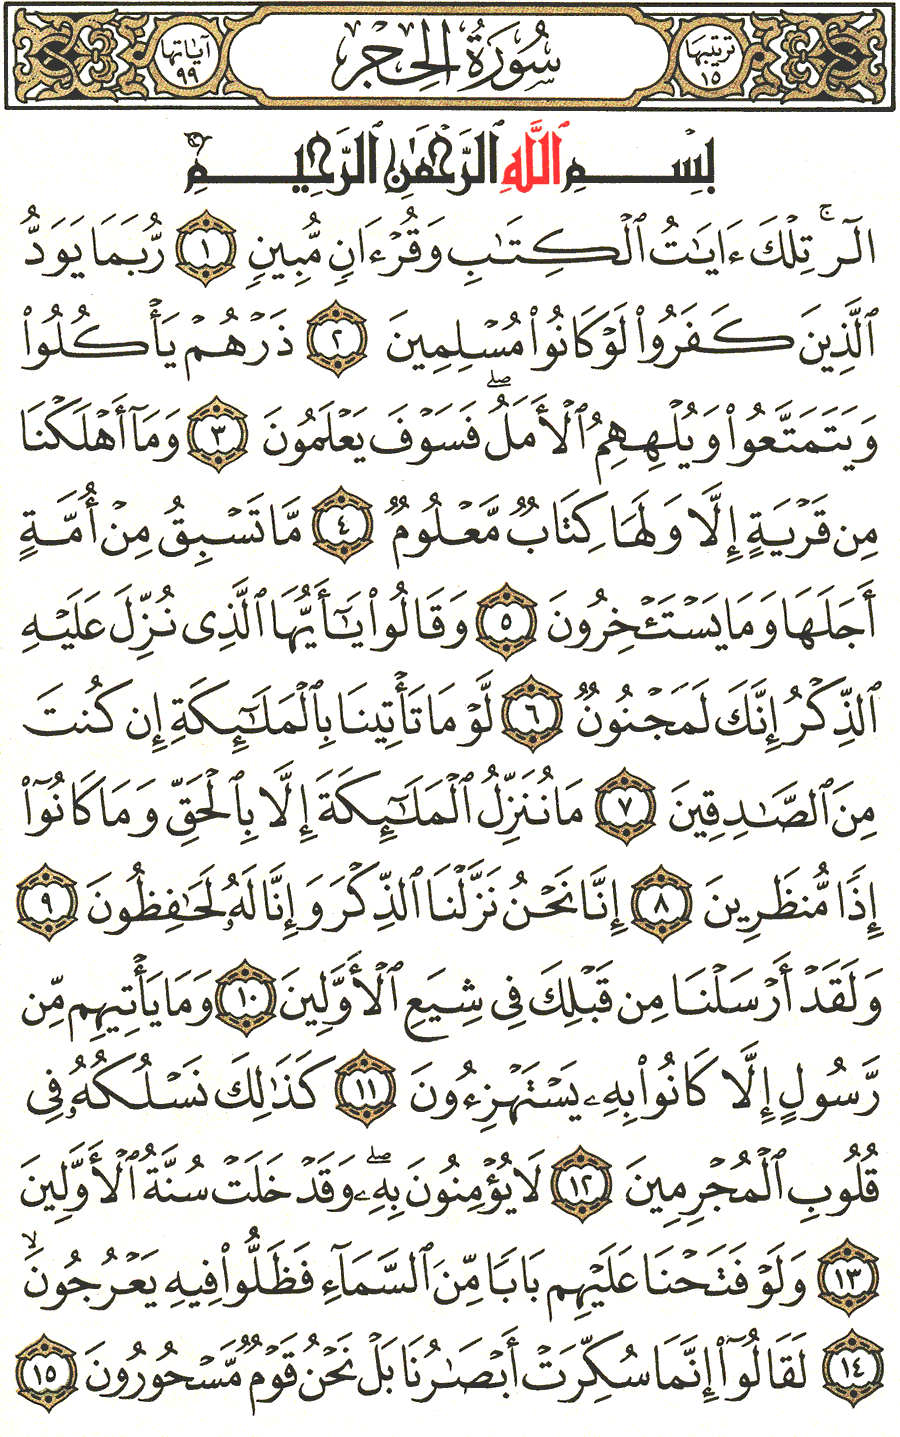 ترتيبها ١٥ سُورَةُ الحِجْرِ آياتها ٩٩
بِسْمِ ٱللَّهِ ٱلرَّحْمَٰنِ ٱلرَّحِيمِ
الٓر ۚ تِلْكَ ءَايَٰتُ ٱلْكِتَٰبِ وَقُرْءَانٍ مُّبِينٍ ١ رُّبَمَا يَوَدُّ
ٱلَّذِينَ كَفَرُوا۟ لَوْ كَانُوا۟ مُسْلِمِينَ ٢ ذَرْهُمْ يَأْكُلُوا۟
وَيَتَمَتَّعُوا۟ وَيُلْهِهِمُ ٱلْأَمَلُ ۖ فَسَوْفَ يَعْلَمُونَ ٣ وَمَآ أَهْلَكْنَا
مِن قَرْيَةٍ إِلَّا وَلَهَا كِتَابٌ مَّعْلُومٌ ٤ مَّا تَسْبِقُ مِنْ أُمَّةٍ
أَجَلَهَا وَمَا يَسْتَـْٔخِرُونَ ٥ وَقَالُوا۟ يَٰٓأَيُّهَا ٱلَّذِى نُزِّلَ عَلَيْهِ
ٱلذِّكْرُ إِنَّكَ لَمَجْنُونٌ ٦ لَّوْ مَا تَأْتِينَا بِٱلْمَلَٰٓئِكَةِ إِن كُنتَ
مِنَ ٱلصَّٰدِقِينَ ٧ مَا نُنَزِّلُ ٱلْمَلَٰٓئِكَةَ إِلَّا بِٱلْحَقِّ وَمَا كَانُوٓا۟
إِذًا مُّنظَرِينَ ٨ إِنَّا نَحْنُ نَزَّلْنَا ٱلذِّكْرَ وَإِنَّا لَهُۥ لَحَٰفِظُونَ ٩
وَلَقَدْ أَرْسَلْنَا مِن قَبْلِكَ فِى شِيَعِ ٱلْأَوَّلِينَ ١٠ وَمَا يَأْتِيهِم مِّن
رَّسُولٍ إِلَّا كَانُوا۟ بِهِۦ يَسْتَهْزِءُونَ ١١ كَذَٰلِكَ نَسْلُكُهُۥ فِى
قُلُوبِ ٱلْمُجْرِمِينَ ١٢ لَا يُؤْمِنُونَ بِهِۦ ۖ وَقَدْ خَلَتْ سُنَّةُ ٱلْأَوَّلِينَ
١٣ وَلَوْ فَتَحْنَا عَلَيْهِم بَابًا مِّنَ ٱلسَّمَآءِ فَظَلُّوا۟ فِيهِ يَعْرُجُونَ ۙ
١٤ لَقَالُوٓا۟ إِنَّمَا سُكِّرَتْ أَبْصَٰرُنَا بَلْ نَحْنُ قَوْمٌ مَّسْحُورُونَ ١٥